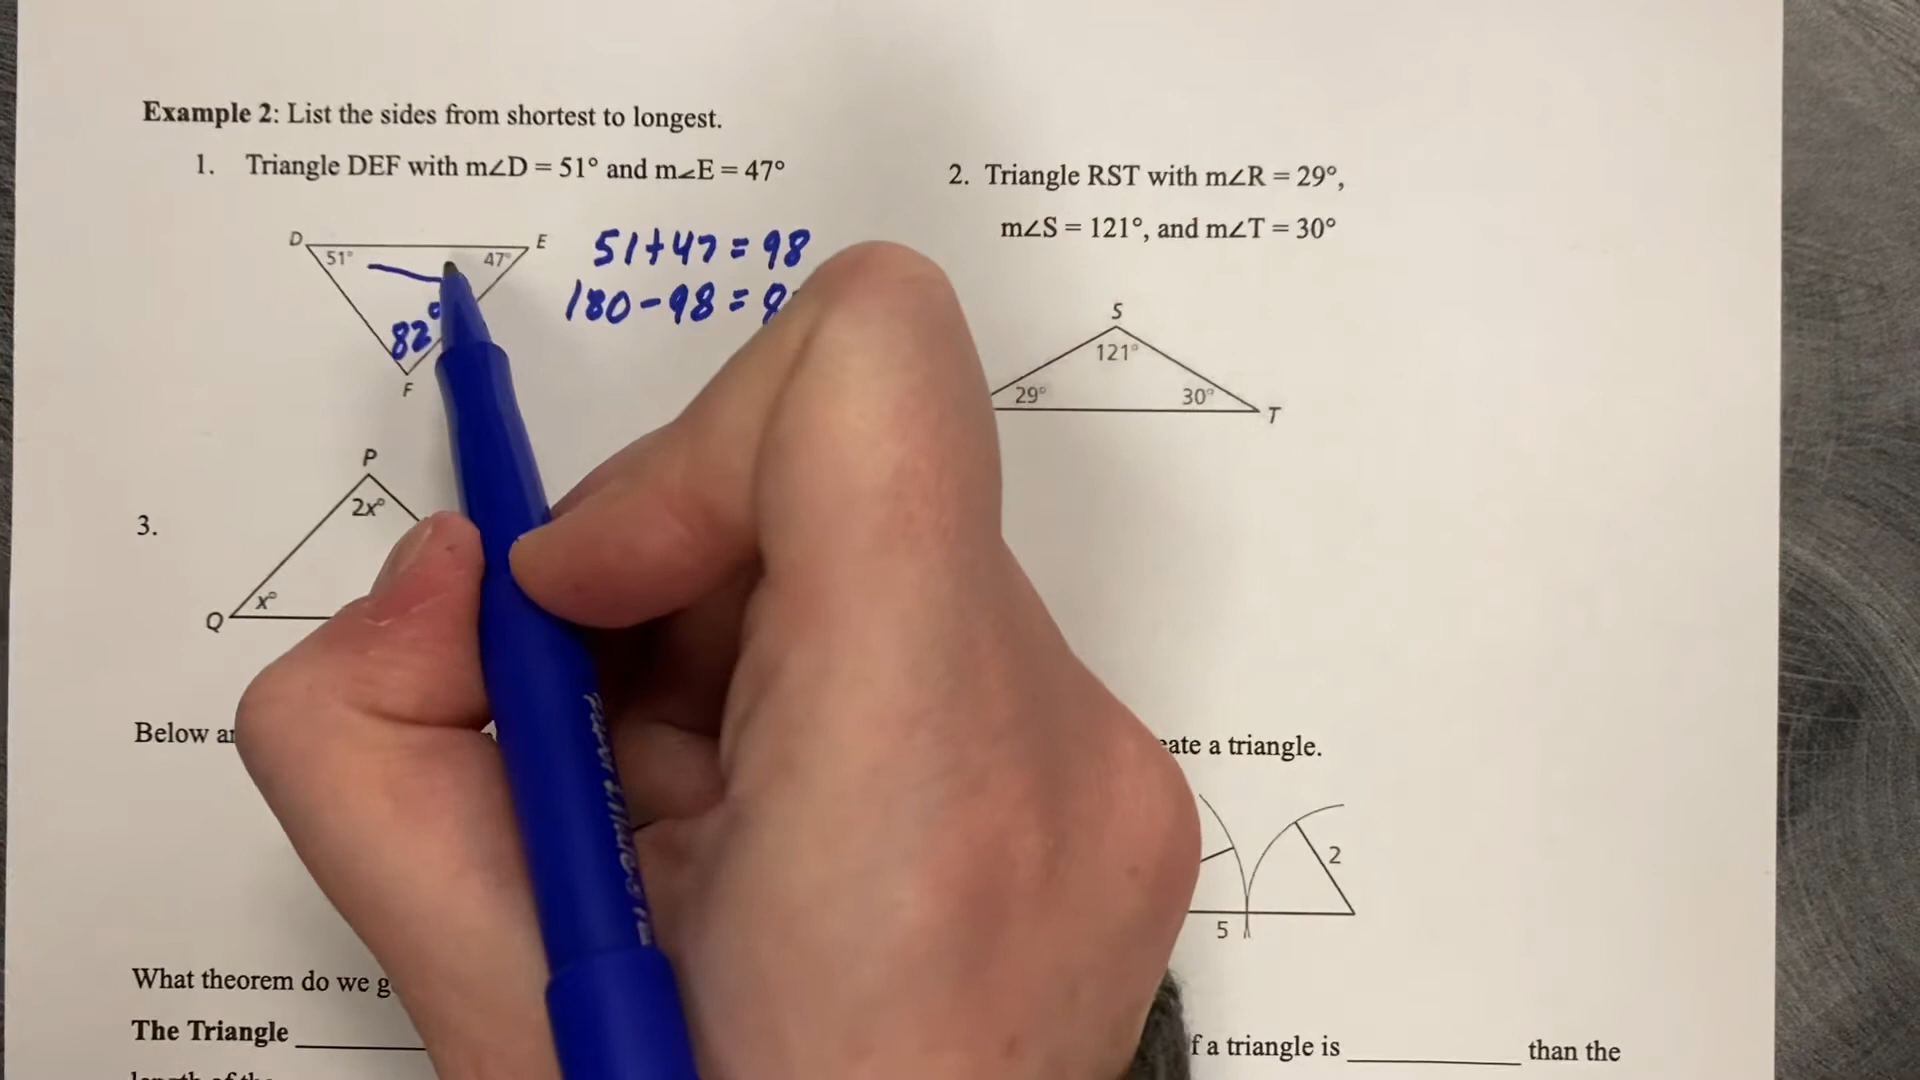 Example 2: List the sides from shortest to longest.
1. Triangle DEF with m∠D = 51° and m∠E = 47°
2. Triangle RST with m∠R = 29°,
m∠S = 121°, and m∠T = 30°
D
51°
47°
E
82°
F
51+47=98
180-98=
S
121°
29°
30°
T
3.
P
2x°
Q
x°
Below
a triangle.
5
2
What theorem do we
The Triangle ____________
a triangle is ____________ than the